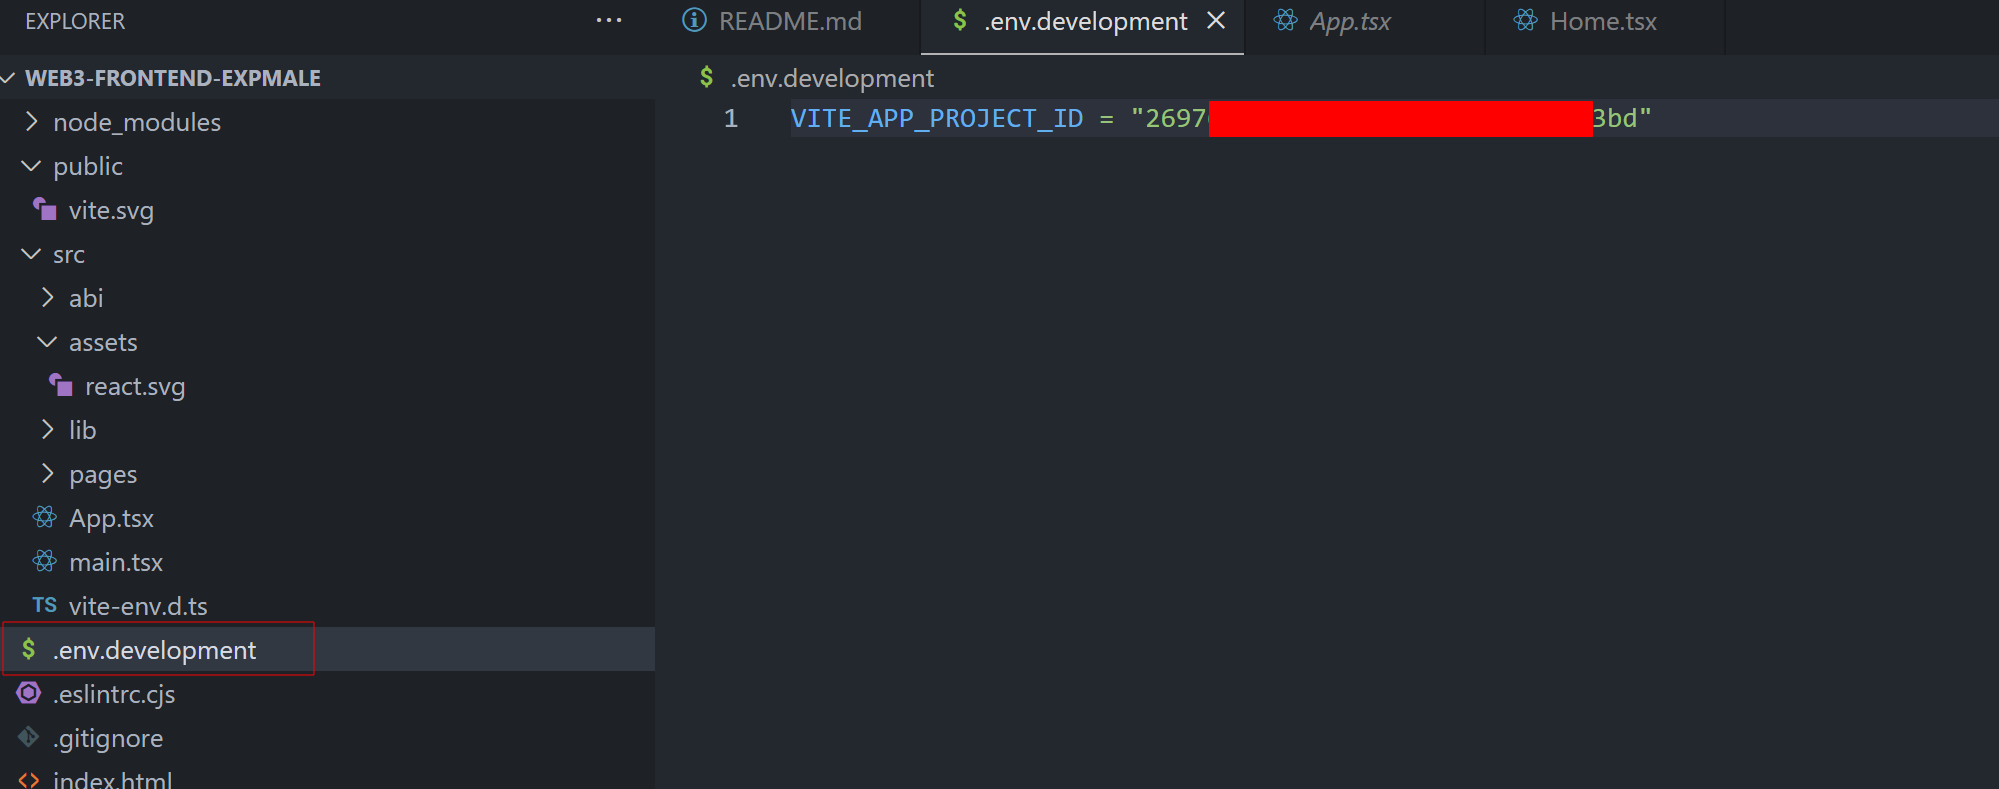 EXPLORER ···
README.md
.env.development
App.tsx
Home.tsx
WEB3-FRONTEND-EXPMALE
node_modules
public
vite.svg
src
abi
assets
react.svg
lib
pages
App.tsx
main.tsx
TS vite-env.d.ts
$ .env.development
.eslintrc.cjs
.gitignore
<> index.html
$ .env.development
1 VITE_APP_PROJECT_ID = "2697 3bd"